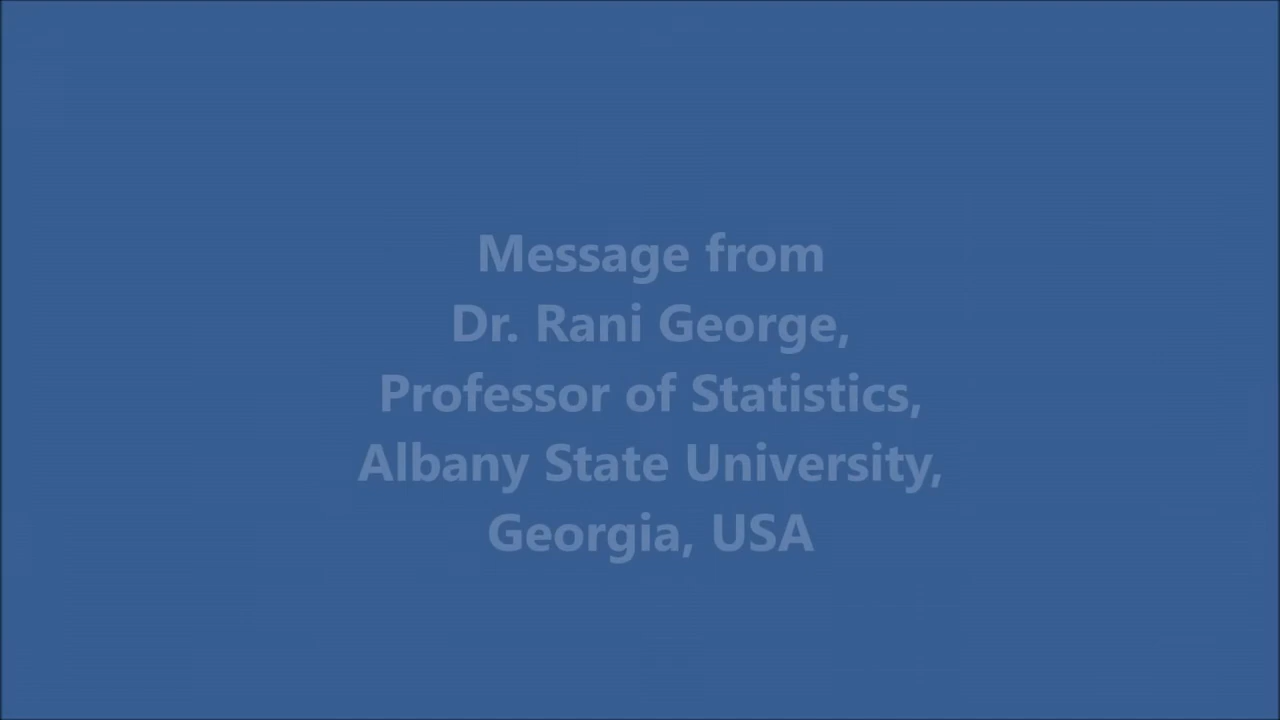 Message from
Dr. Rani George,
Professor of Statistics,
Albany State University,
Georgia, USA